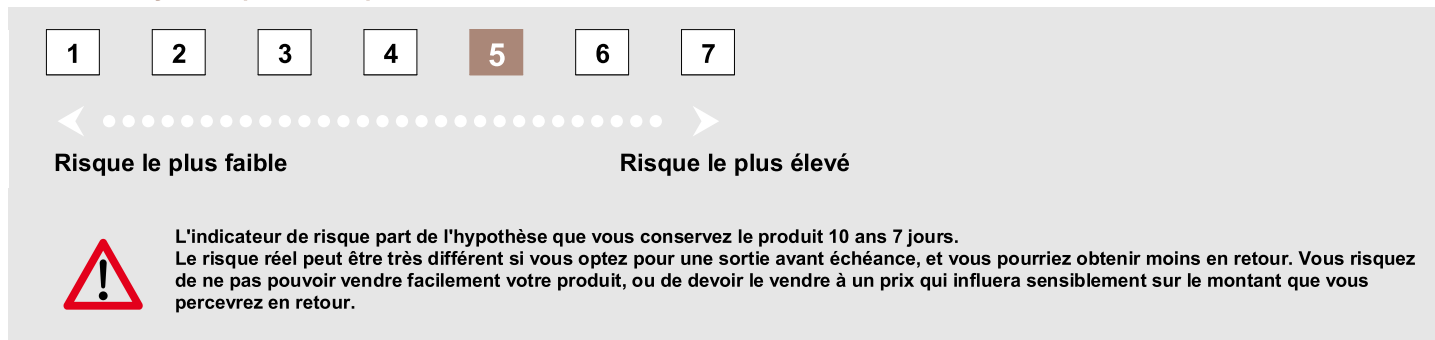 1 2 3 4 5 6 7
Risque le plus faible Risque le plus élevé
L'indicateur de risque part de l'hypothèse que vous conservez le produit 10 ans 7 jours.
Le risque réel peut être très différent si vous optez pour une sortie avant échéance, et vous pourriez obtenir moins en retour. Vous risquez
de ne pas pouvoir vendre facilement votre produit, ou de devoir le vendre à un prix qui influera sensiblement sur le montant que vous
percevrez en retour.